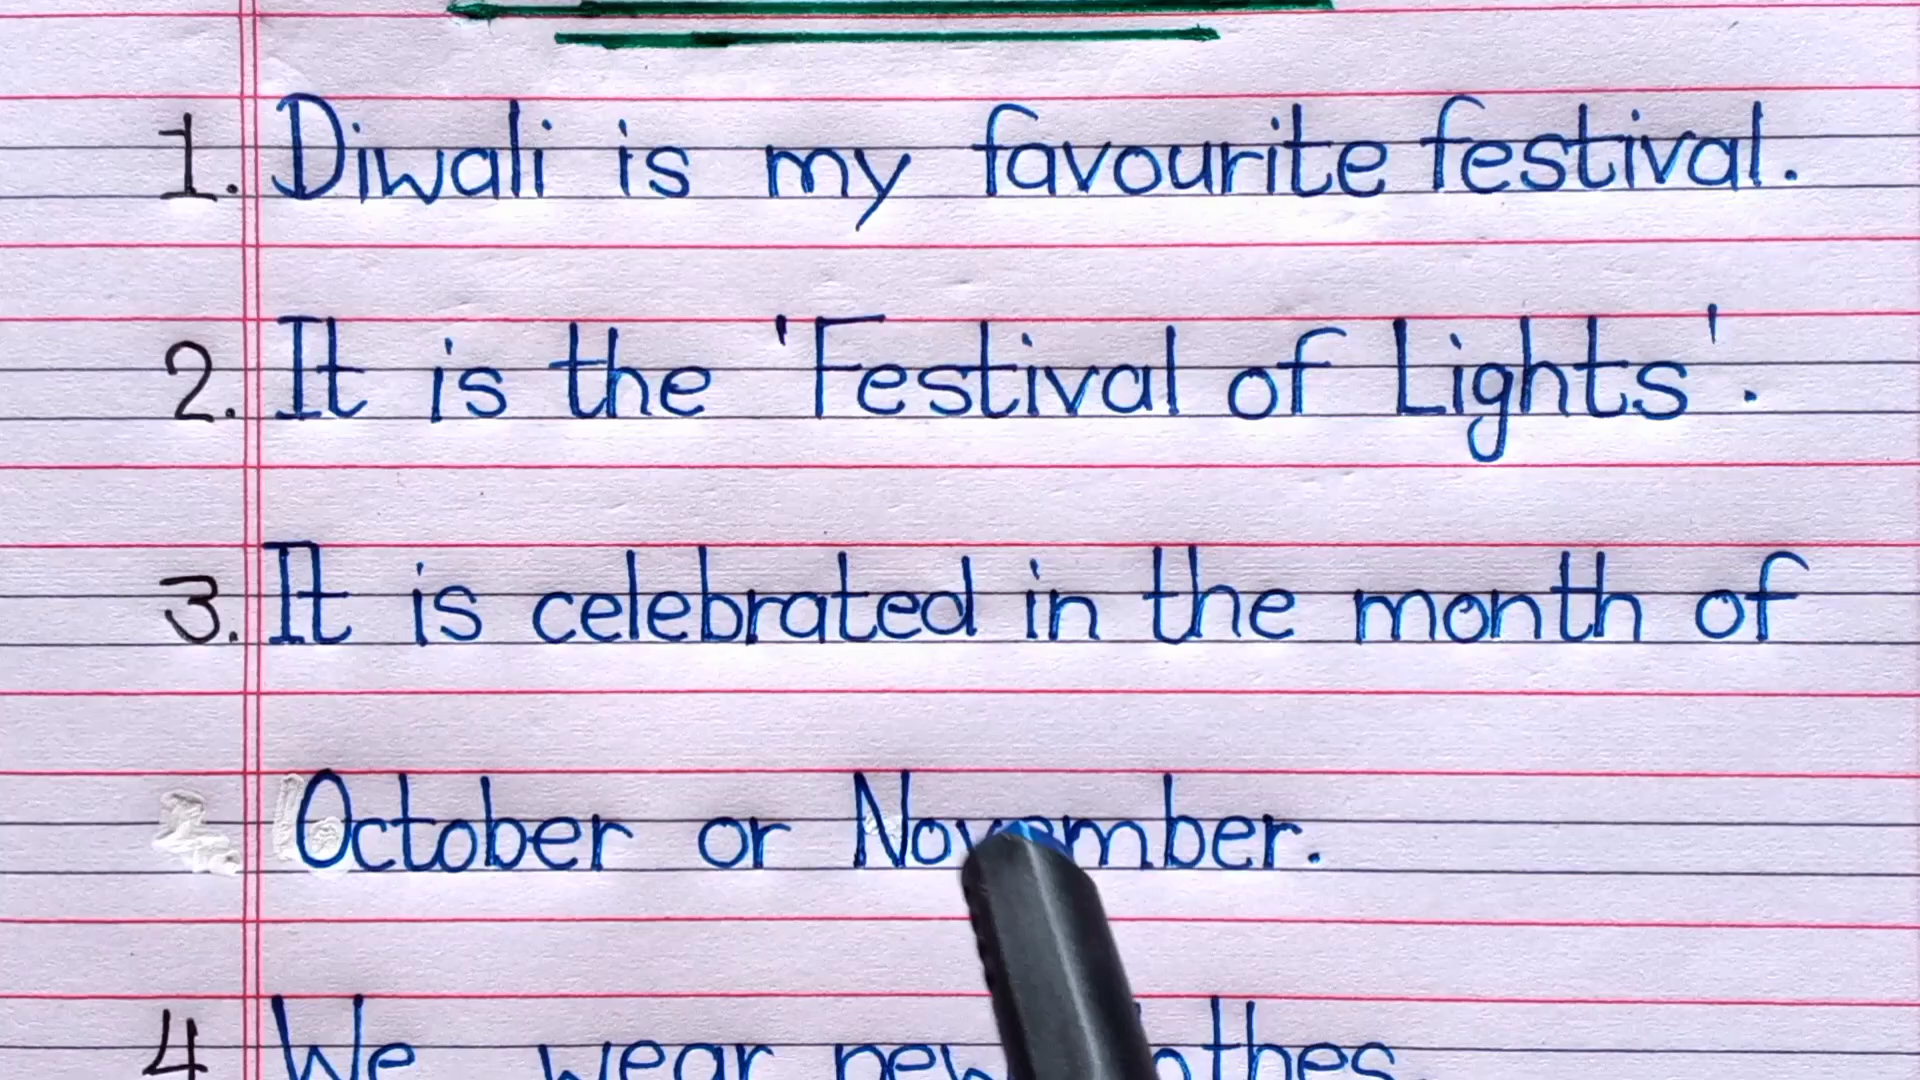 1. Diwali is my favourite festival.
2. It is the 'Festival of Lights'.
3. It is celebrated in the month of
October or November.
4 We wear new clothes.